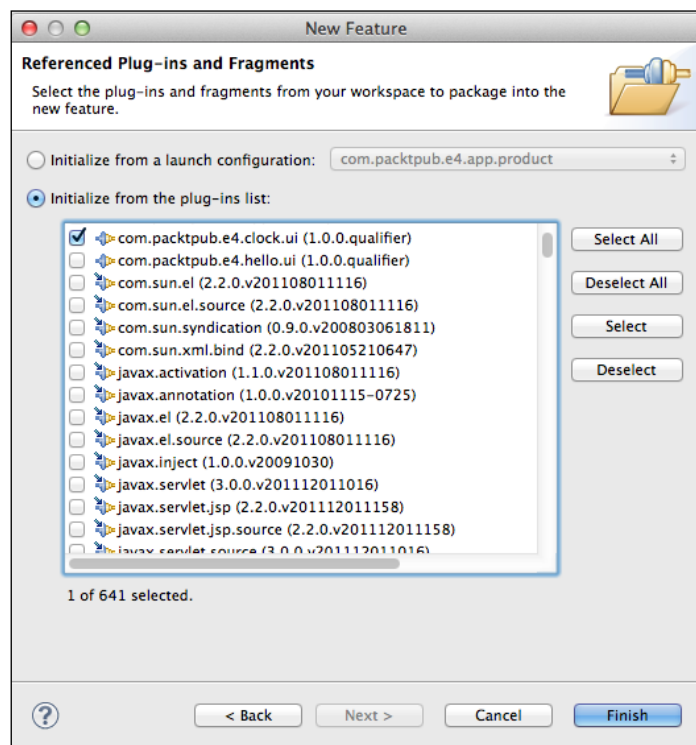 New Feature
Referenced Plug-ins and Fragments
Select the plug-ins and fragments from your workspace to package into the
new feature.
Initialize from a launch configuration: com.packtpub.e4.app.product
Initialize from the plug-ins list:
com.packtpub.e4.clock.ui (1.0.0.qualifier)
com.packtpub.e4.hello.ui (1.0.0.qualifier)
com.sun.el (2.2.0.v201108011116)
com.sun.el.source (2.2.0.v201108011116)
com.sun.syndication (0.9.0.v200803061811)
com.sun.xml.bind (2.2.0.v201105210647)
javax.activation (1.1.0.v201108011116)
javax.annotation (1.0.0.v20101115-0725)
javax.el (2.2.0.v201108011116)
javax.el.source (2.2.0.v201108011116)
javax.inject (1.0.0.v20091030)
javax.servlet (3.0.0.v201112011016)
javax.servlet.jsp (2.2.0.v201112011158)
javax.servlet.jsp.source (2.2.0.v201112011158)
javax.servlet.source (3.0.0.v201112011016)
Select All
Deselect All
Select
Deselect
1 of 641 selected.
?
< Back
Next >
Cancel
Finish